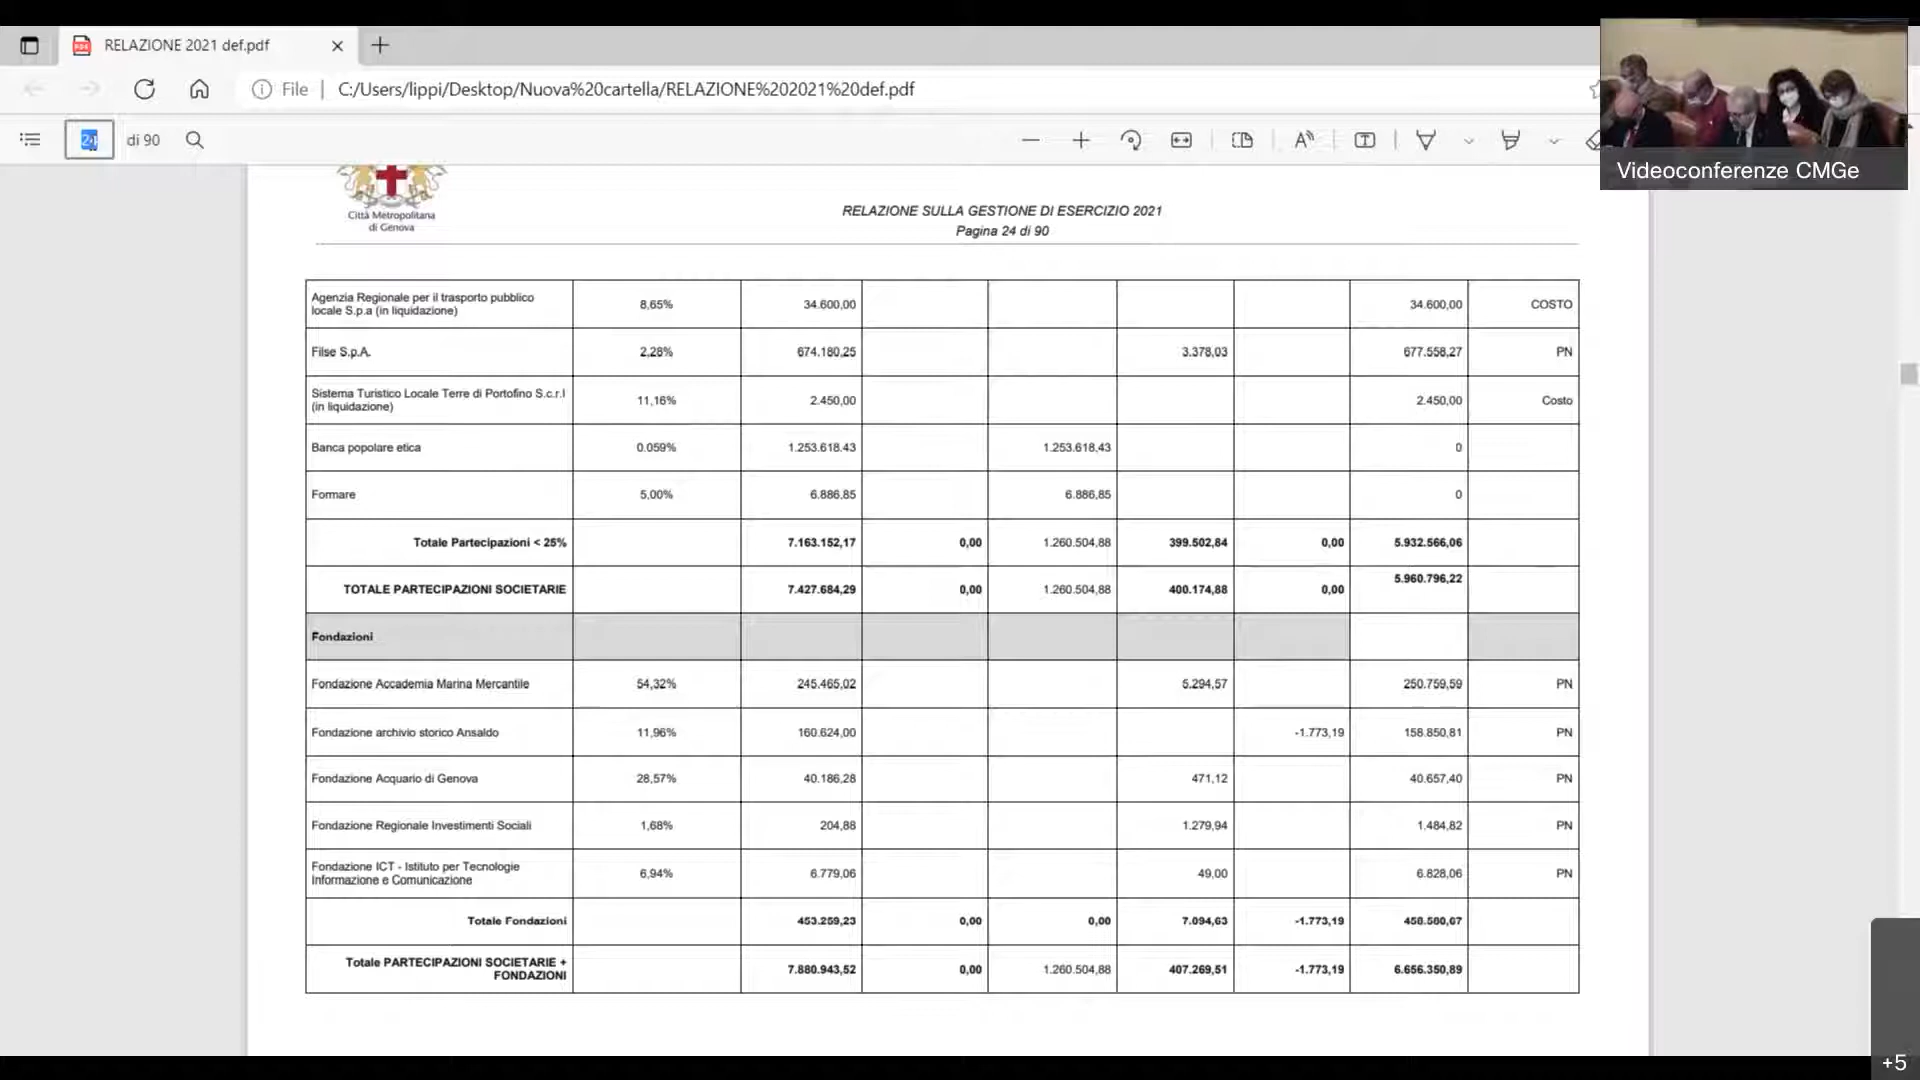 RELAZIONE 2021 def.pdf
File | C:/Users/lippi/Desktop/Nuova%20cartella/RELAZIONE%202021%20def.pdf
24 di 90
Videoconferenze CMGe
Città Metropolitana
di Genova
RELAZIONE SULLA GESTIONE DI ESERCIZIO 2021
Pagina 24 di 90
Agenzia Regionale per il trasporto pubblico
locale S.p.a (in liquidazione) 8,65% 34.600,00 34.600,00 COSTO
Filse S.p.A. 2,28% 674.180,25 3.378,03 677.558,27 PN
Sistema Turistico Locale Terre di Portofino S.c.r.l
(in liquidazione) 11,16% 2.450,00 2.450,00 Costo
Banca popolare etica 0.059% 1.253.618.43 1.253.618.43 0
Formare 5,00% 6.886,85 6.886,85 0
Totale Partecipazioni < 25% 7.163.152,17 0,00 1.260.504,88 399.502,84 0,00 5.932.566,06
TOTALE PARTECIPAZIONI SOCIETARIE 7.427.684,29 0,00 1.260.504,88 400.174,88 0,00 5.960.796,22
Fondazioni
Fondazione Accademia Marina Mercantile 54,32% 245.465,02 5.294,57 250.759,59 PN
Fondazione archivio storico Ansaldo 11,96% 160.624,00 -1.773,19 158.850,81 PN
Fondazione Acquario di Genova 28,57% 40.186,28 471,12 40.657,40 PN
Fondazione Regionale Investimenti Sociali 1,68% 204,88 1.279,94 1.484,82 PN
Fondazione ICT - Istituto per Tecnologie
Informazione e Comunicazione 6,94% 6.779,06 49,00 6.828,06 PN
Totale Fondazioni 453.259,23 0,00 0,00 7.094,63 -1.773,19 458.580,67
Totale PARTECIPAZIONI SOCIETARIE +
FONDAZIONI 7.880.943,52 0,00 1.260.504,88 407.269,51 -1.773,19 6.656.350,89
+5